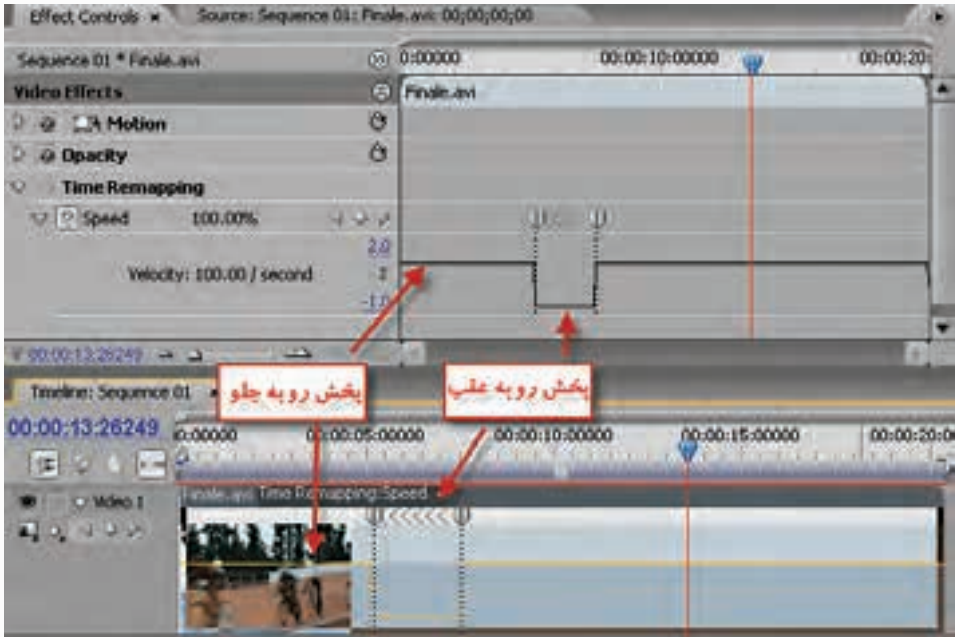 Effect Controls × Source: Sequence 01: Finale.avi: 00;00;00;00
Sequence 01 * Finale.avi
0:00000 00:00:10:00000 00:00:20:
Video Effects
Finale.avi
Motion
Opacity
Time Remapping
Speed 100.00%
2.0
Velocity: 100.00 / second
-1.0
00:00:13:26249
پخش رو به جلو
پخش رو به عقب
Timeline: Sequence 01
00:00:13:26249
0:00000 00:00:05:00000 00:00:10:00000 00:00:15:00000 00:00:20:0
Video 1
Finale.avi Time Remapping:Speed